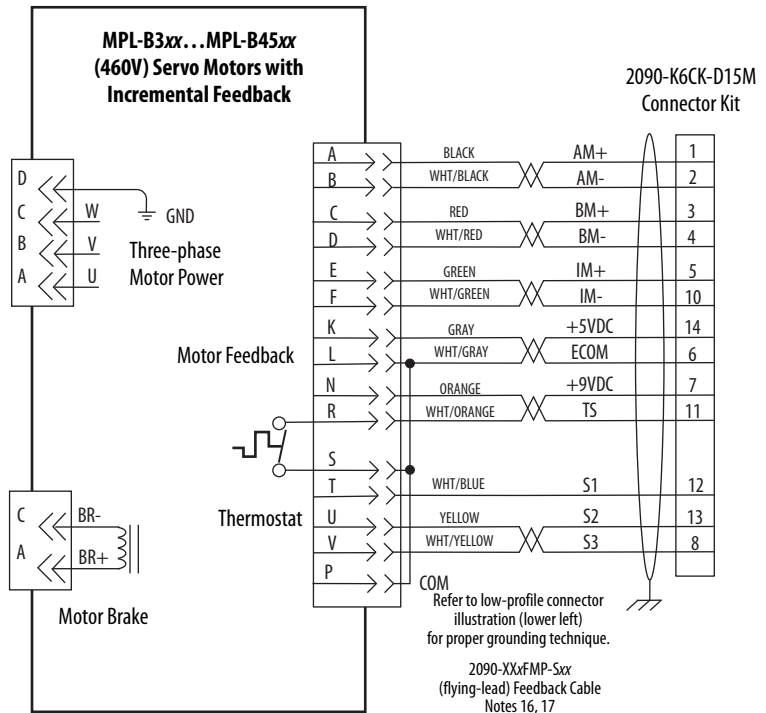 MPL-B3xx...MPL-B45xx
(460V) Servo Motors with
Incremental Feedback
2090-K6CK-D15M
Connector Kit
D
C
B
A
W
V
U
GND
Three-phase
Motor Power
Motor Feedback
Thermostat
C
A
BR-
BR+
Motor Brake
A BLACK AM+ 1
B WHT/BLACK AM- 2
C RED BM+ 3
D WHT/RED BM- 4
E GREEN IM+ 5
F WHT/GREEN IM- 10
K GRAY +5VDC 14
L WHT/GRAY ECOM 6
N ORANGE +9VDC 7
R WHT/ORANGE TS 11
S
T WHT/BLUE S1 12
U YELLOW S2 13
V WHT/YELLOW S3 8
P COM
Refer to low-profile connector
illustration (lower left)
for proper grounding technique.
2090-XXxFMP-Sxx
(flying-lead) Feedback Cable
Notes 16, 17